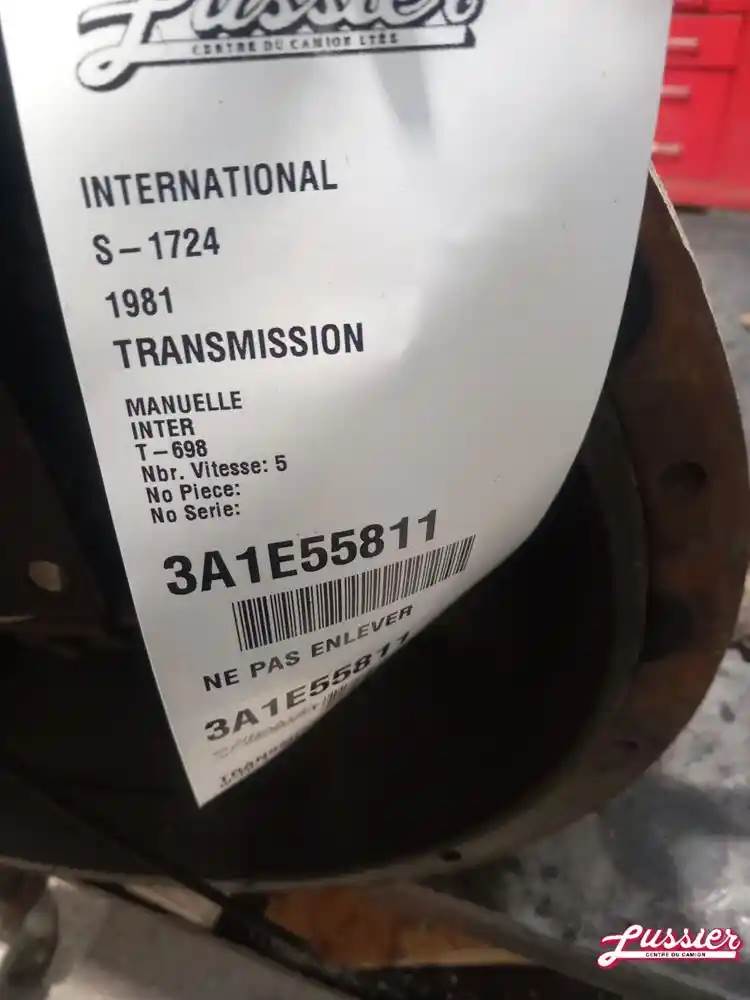 Lussier
CENTRE DU CAMION LTÉE
INTERNATIONAL
S-1724
1981
TRANSMISSION
MANUELLE
INTER
T-698
Nbr. Vitesse: 5
No Piece:
No Serie:
3A1E55811
NE PAS ENLEVER
3A1E55811
Lussier
CENTRE DU CAMION